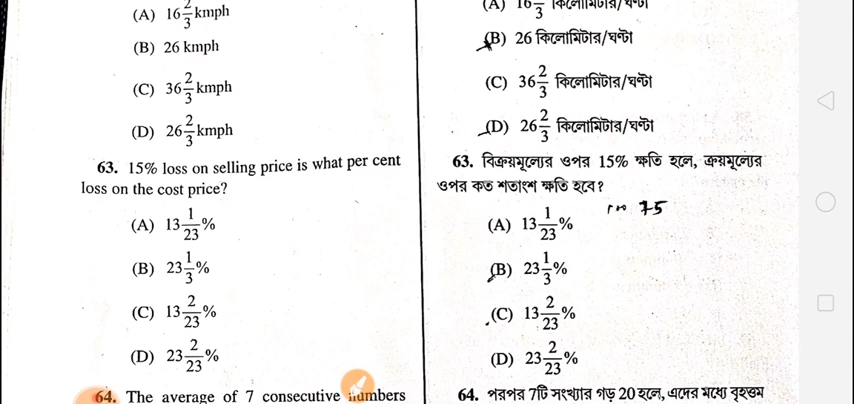 (A) 16 2/3 kmph
(B) 26 kmph
(C) 36 2/3 kmph
(D) 26 2/3 kmph
63. 15% loss on selling price is what per cent
loss on the cost price?
(A) 13 1/23 %
(B) 23 1/3 %
(C) 13 2/23 %
(D) 23 2/23 %
64. The average of 7 consecutive numbers
(A) 16 /3 কিলোমিটার/ঘণ্টা
(B) 26 কিলোমিটার/ঘণ্টা
(C) 36 2/3 কিলোমিটার/ঘণ্টা
(D) 26 2/3 কিলোমিটার/ঘণ্টা
63. বিক্রয়মূল্যের ওপর 15% ক্ষতি হলে, ক্রয়মূল্যের
ওপর কত শতাংশ ক্ষতি হবে?
75
(A) 13 1/23 %
(B) 23 1/3 %
(C) 13 2/23 %
(D) 23 2/23 %
64. পরপর 7টি সংখ্যার গড় 20 হলে, এদের মধ্যে বৃহত্তম